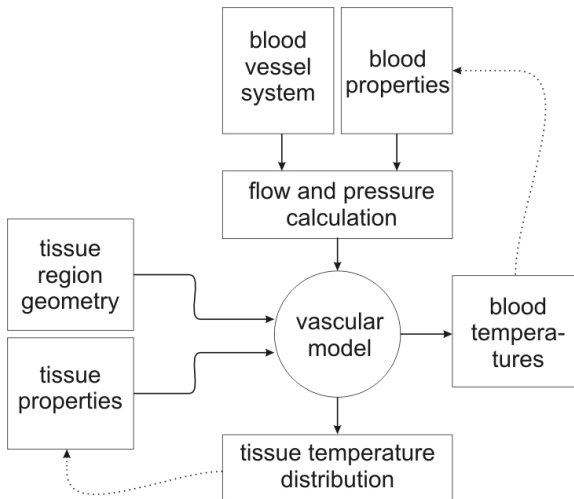 blood
vessel
system
blood
properties
flow and pressure
calculation
tissue
region
geometry
vascular
model
blood
tempera-
tures
tissue
properties
tissue temperature
distribution